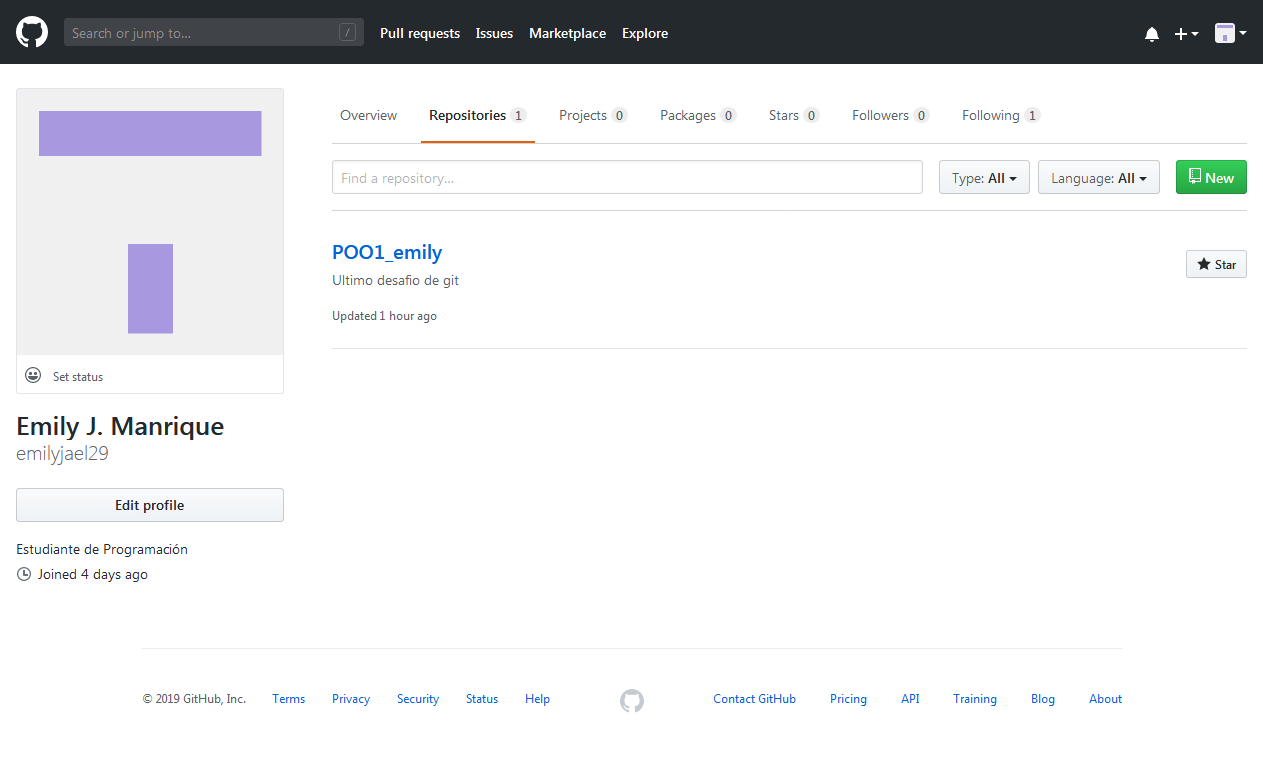 Search or jump to... / Pull requests Issues Marketplace Explore
Overview Repositories 1 Projects 0 Packages 0 Stars 0 Followers 0 Following 1
Find a repository... Type: All Language: All New
POO1_emily
Star
Ultimo desafio de git
Updated 1 hour ago
Set status
Emily J. Manrique
emilyjael29
Edit profile
Estudiante de Programación
Joined 4 days ago
© 2019 GitHub, Inc. Terms Privacy Security Status Help Contact GitHub Pricing API Training Blog About